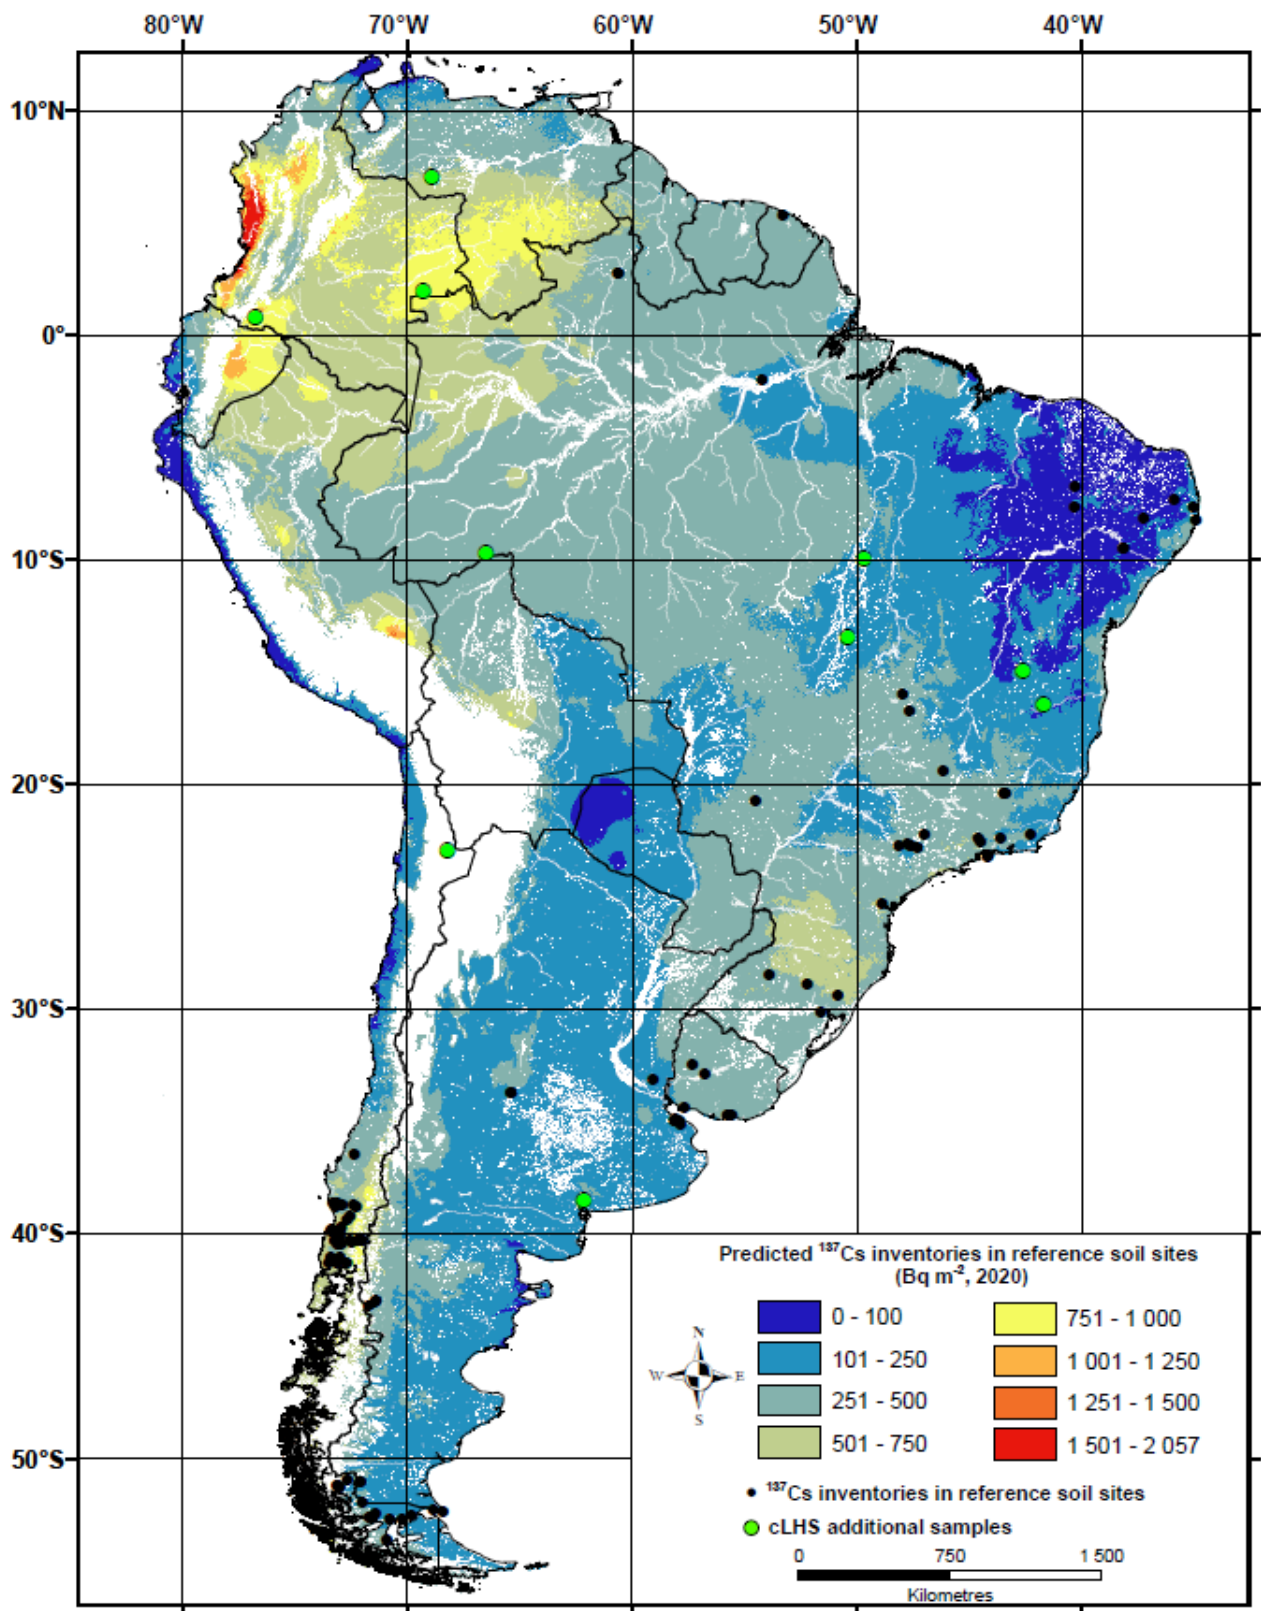 80°W 70°W 60°W 50°W 40°W
10°N
0°
10°S
20°S
30°S
40°S
50°S
Predicted ¹³⁷Cs inventories in reference soil sites
(Bq m⁻², 2020)
0 - 100
101 - 250
251 - 500
501 - 750
751 - 1 000
1 001 - 1 250
1 251 - 1 500
1 501 - 2 057
N
W E
S
¹³⁷Cs inventories in reference soil sites
cLHS additional samples
0 750 1 500
Kilometres